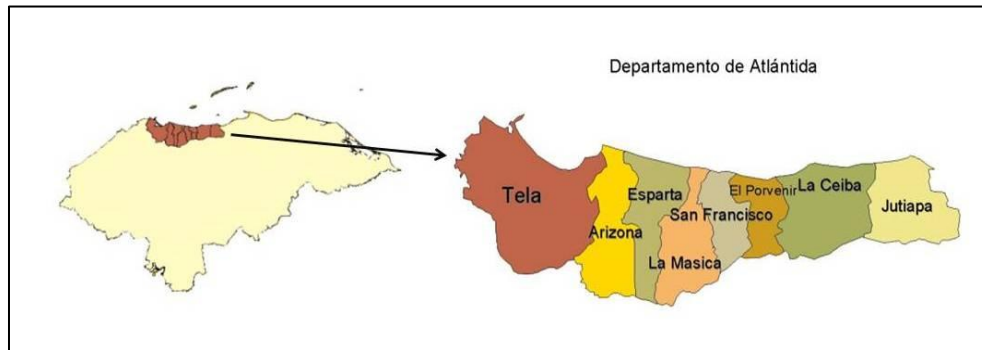 Departamento de Atlántida
Tela
Arizona
Esparta
La Masica
San Francisco
El Porvenir
La Ceiba
Jutiapa